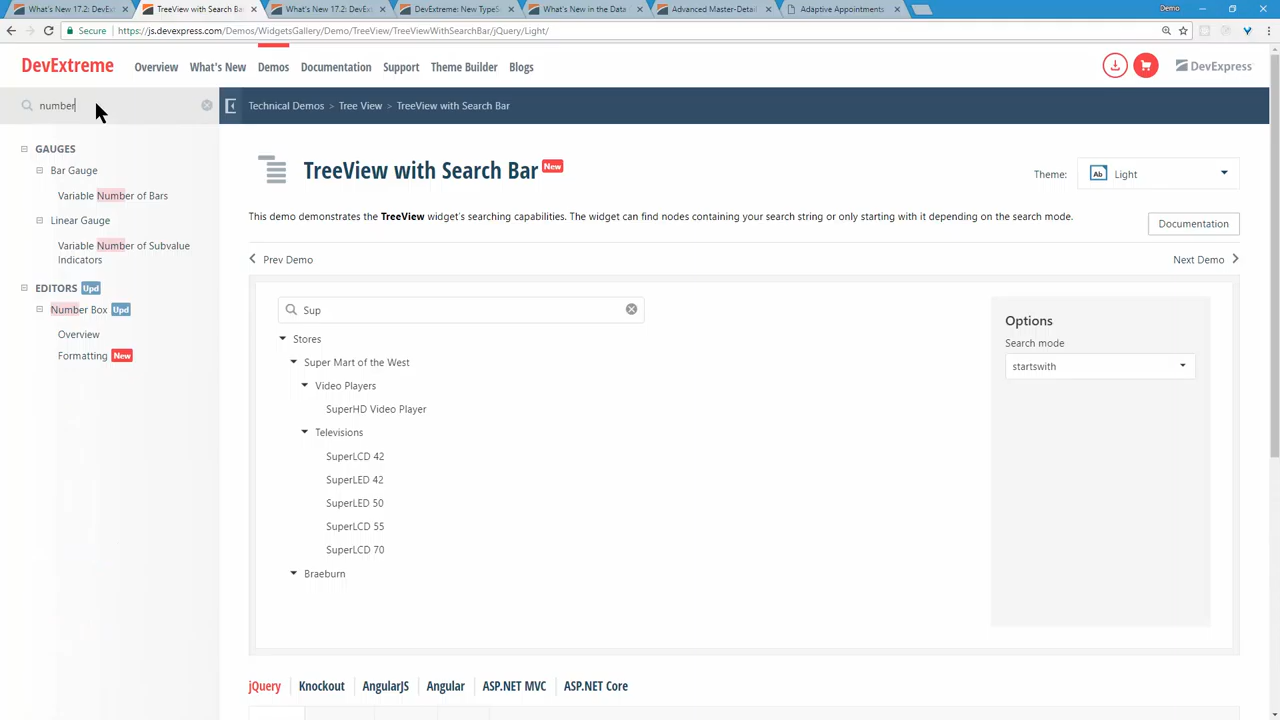 What's New 17.2: DevExt
TreeView with Search Bar
What's New 17.2: DevExt
DevExtreme: New TypeSc
What's New in the Data
Advanced Master-Detail
Adaptive Appointments
Demo
Secure
https://js.devexpress.com/Demos/WidgetsGallery/Demo/TreeView/TreeViewWithSearchBar/jQuery/Light/
DevExtreme Overview What's New Demos Documentation Support Theme Builder Blogs DevExpress
number
Technical Demos > Tree View > TreeView with Search Bar
GAUGES
Bar Gauge
Variable Number of Bars
Linear Gauge
Variable Number of Subvalue
Indicators
EDITORS Upd
Number Box Upd
Overview
Formatting New
TreeView with Search Bar New
Theme: Ab Light
This demo demonstrates the TreeView widget's searching capabilities. The widget can find nodes containing your search string or only starting with it depending on the search mode.
Documentation
Prev Demo
Next Demo
Sup
Stores
Super Mart of the West
Video Players
SuperHD Video Player
Televisions
SuperLCD 42
SuperLED 42
SuperLED 50
SuperLCD 55
SuperLCD 70
Braeburn
Options
Search mode
startswith
jQuery Knockout AngularJS Angular ASP.NET MVC ASP.NET Core